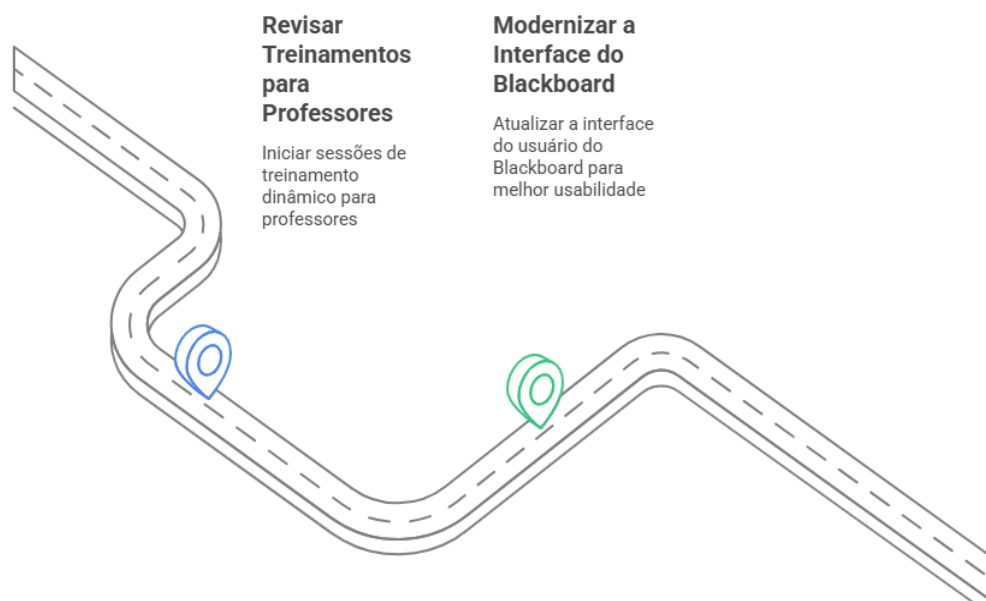 Revisar
Treinamentos
para
Professores
Iniciar sessões de
treinamento
dinâmico para
professores
Modernizar a
Interface do
Blackboard
Atualizar a interface
do usuário do
Blackboard para
melhor usabilidade